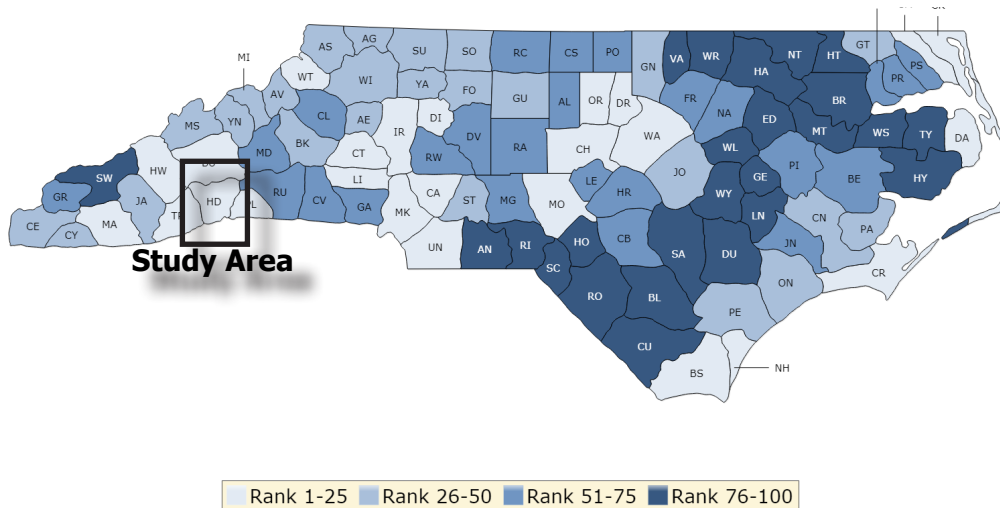 AS AG SU SO RC CS PO GN VA WR NT HT GT
MI
WT WI YA FO HA PS
AV GU AL OR DR FR BR PR
MS YN CL AE DI NA ED
IR WA MT WS TY DA
MD BK CT DV RA CH WL
HW RW PI
SW LI LE JO GE BE HY
GR JA HD RU CV GA CA ST MG MO HR WY
CE CY MA MK LN CN PA
UN AN RI HO CB SA DU JN
SC CR
Study Area
RO BL ON
PE
CU
BS NH
Rank 1-25 Rank 26-50 Rank 51-75 Rank 76-100